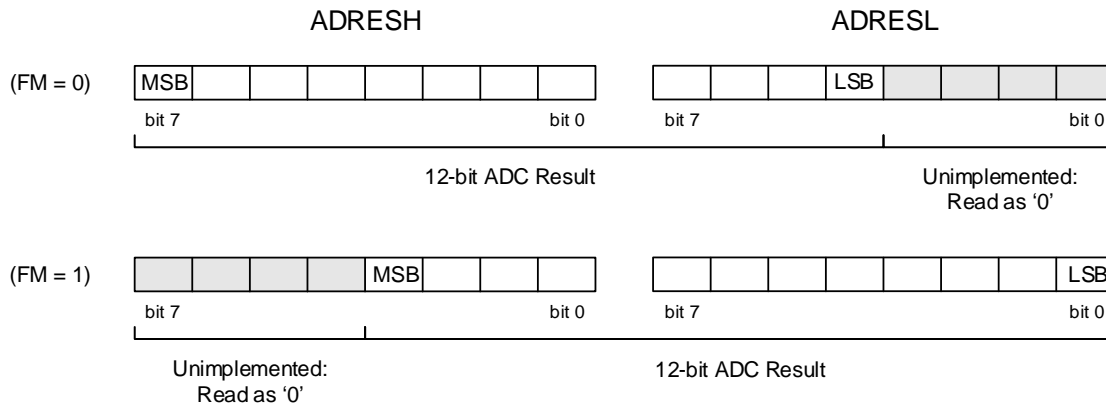 ADRESH ADRESL
(FM = 0) MSB LSB
bit 7 bit 0 bit 7 bit 0
12-bit ADC Result Unimplemented:
Read as ‘0’
(FM = 1) MSB LSB
bit 7 bit 0 bit 7 bit 0
Unimplemented: 12-bit ADC Result
Read as ‘0’